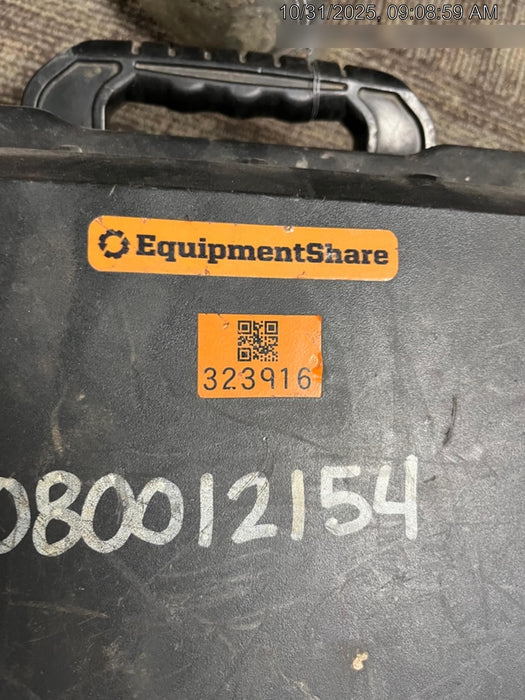 10/31/2025, 09:08:59 AM
EquipmentShare
323916
080012154